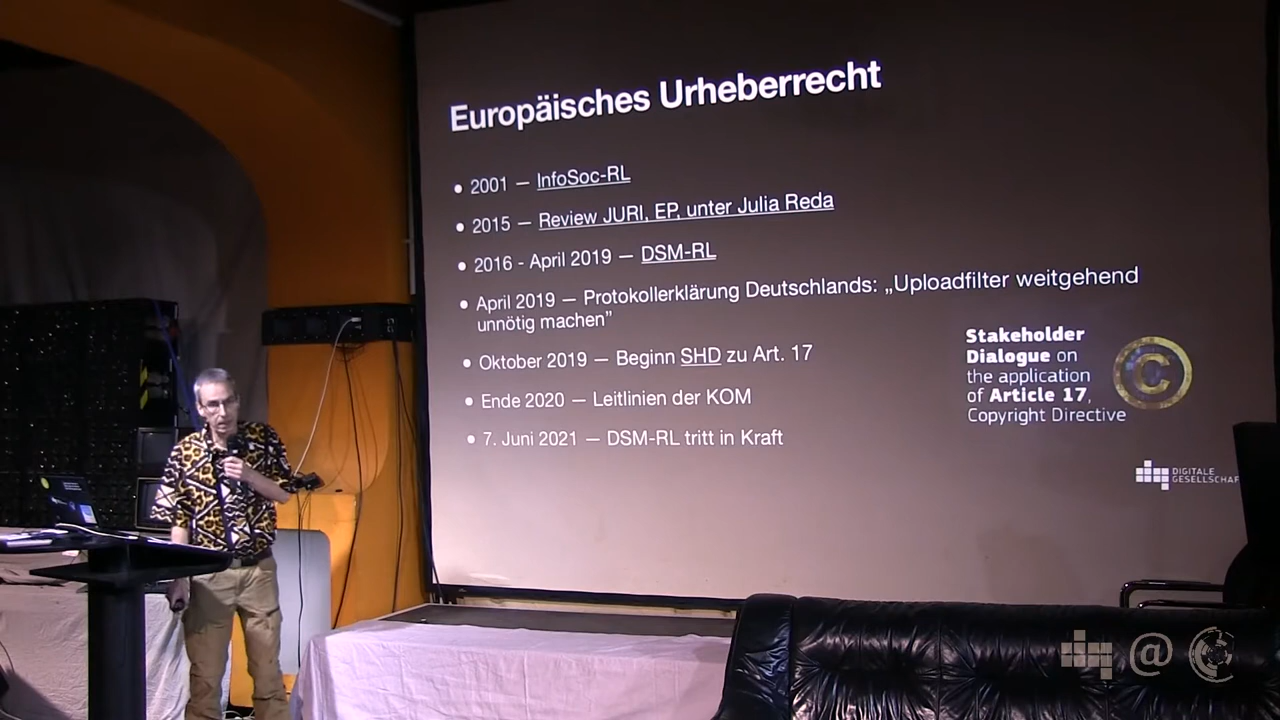 Europäisches Urheberrecht
• 2001 — InfoSoc-RL
• 2015 — Review JURI, EP, unter Julia Reda
• 2016 - April 2019 — DSM-RL
• April 2019 — Protokollerklärung Deutschlands: „Uploadfilter weitgehend
unnötig machen”
• Oktober 2019 — Beginn SHD zu Art. 17
• Ende 2020 — Leitlinien der KOM
• 7. Juni 2021 — DSM-RL tritt in Kraft
Stakeholder
Dialogue on
the application
of Article 17,
Copyright Directive
C
DIGITALE
GESELLSCHAF
@